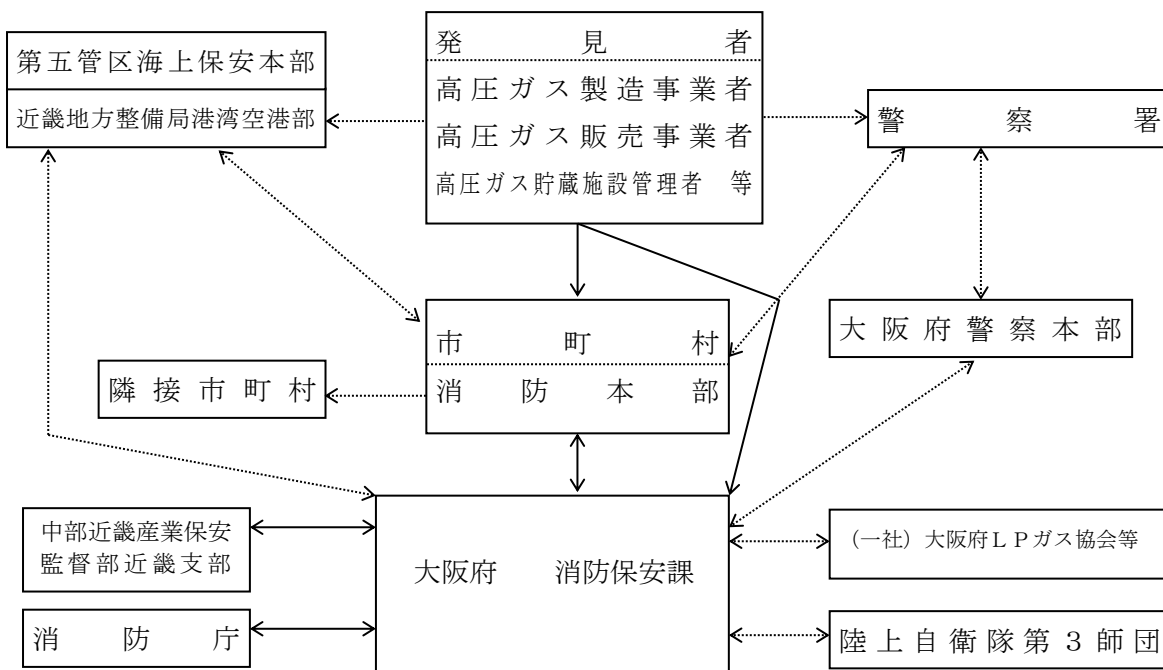 発見者
高圧ガス製造事業者
高圧ガス販売事業者
高圧ガス貯蔵施設管理者 等
第五管区海上保安本部
近畿地方整備局港湾空港部
警察署
市町村
消防本部
大阪府警察本部
隣接市町村
中部近畿産業保安
監督部近畿支部
大阪府 消防保安課
(一社)大阪府LPガス協会等
消防庁
陸上自衛隊第3師団